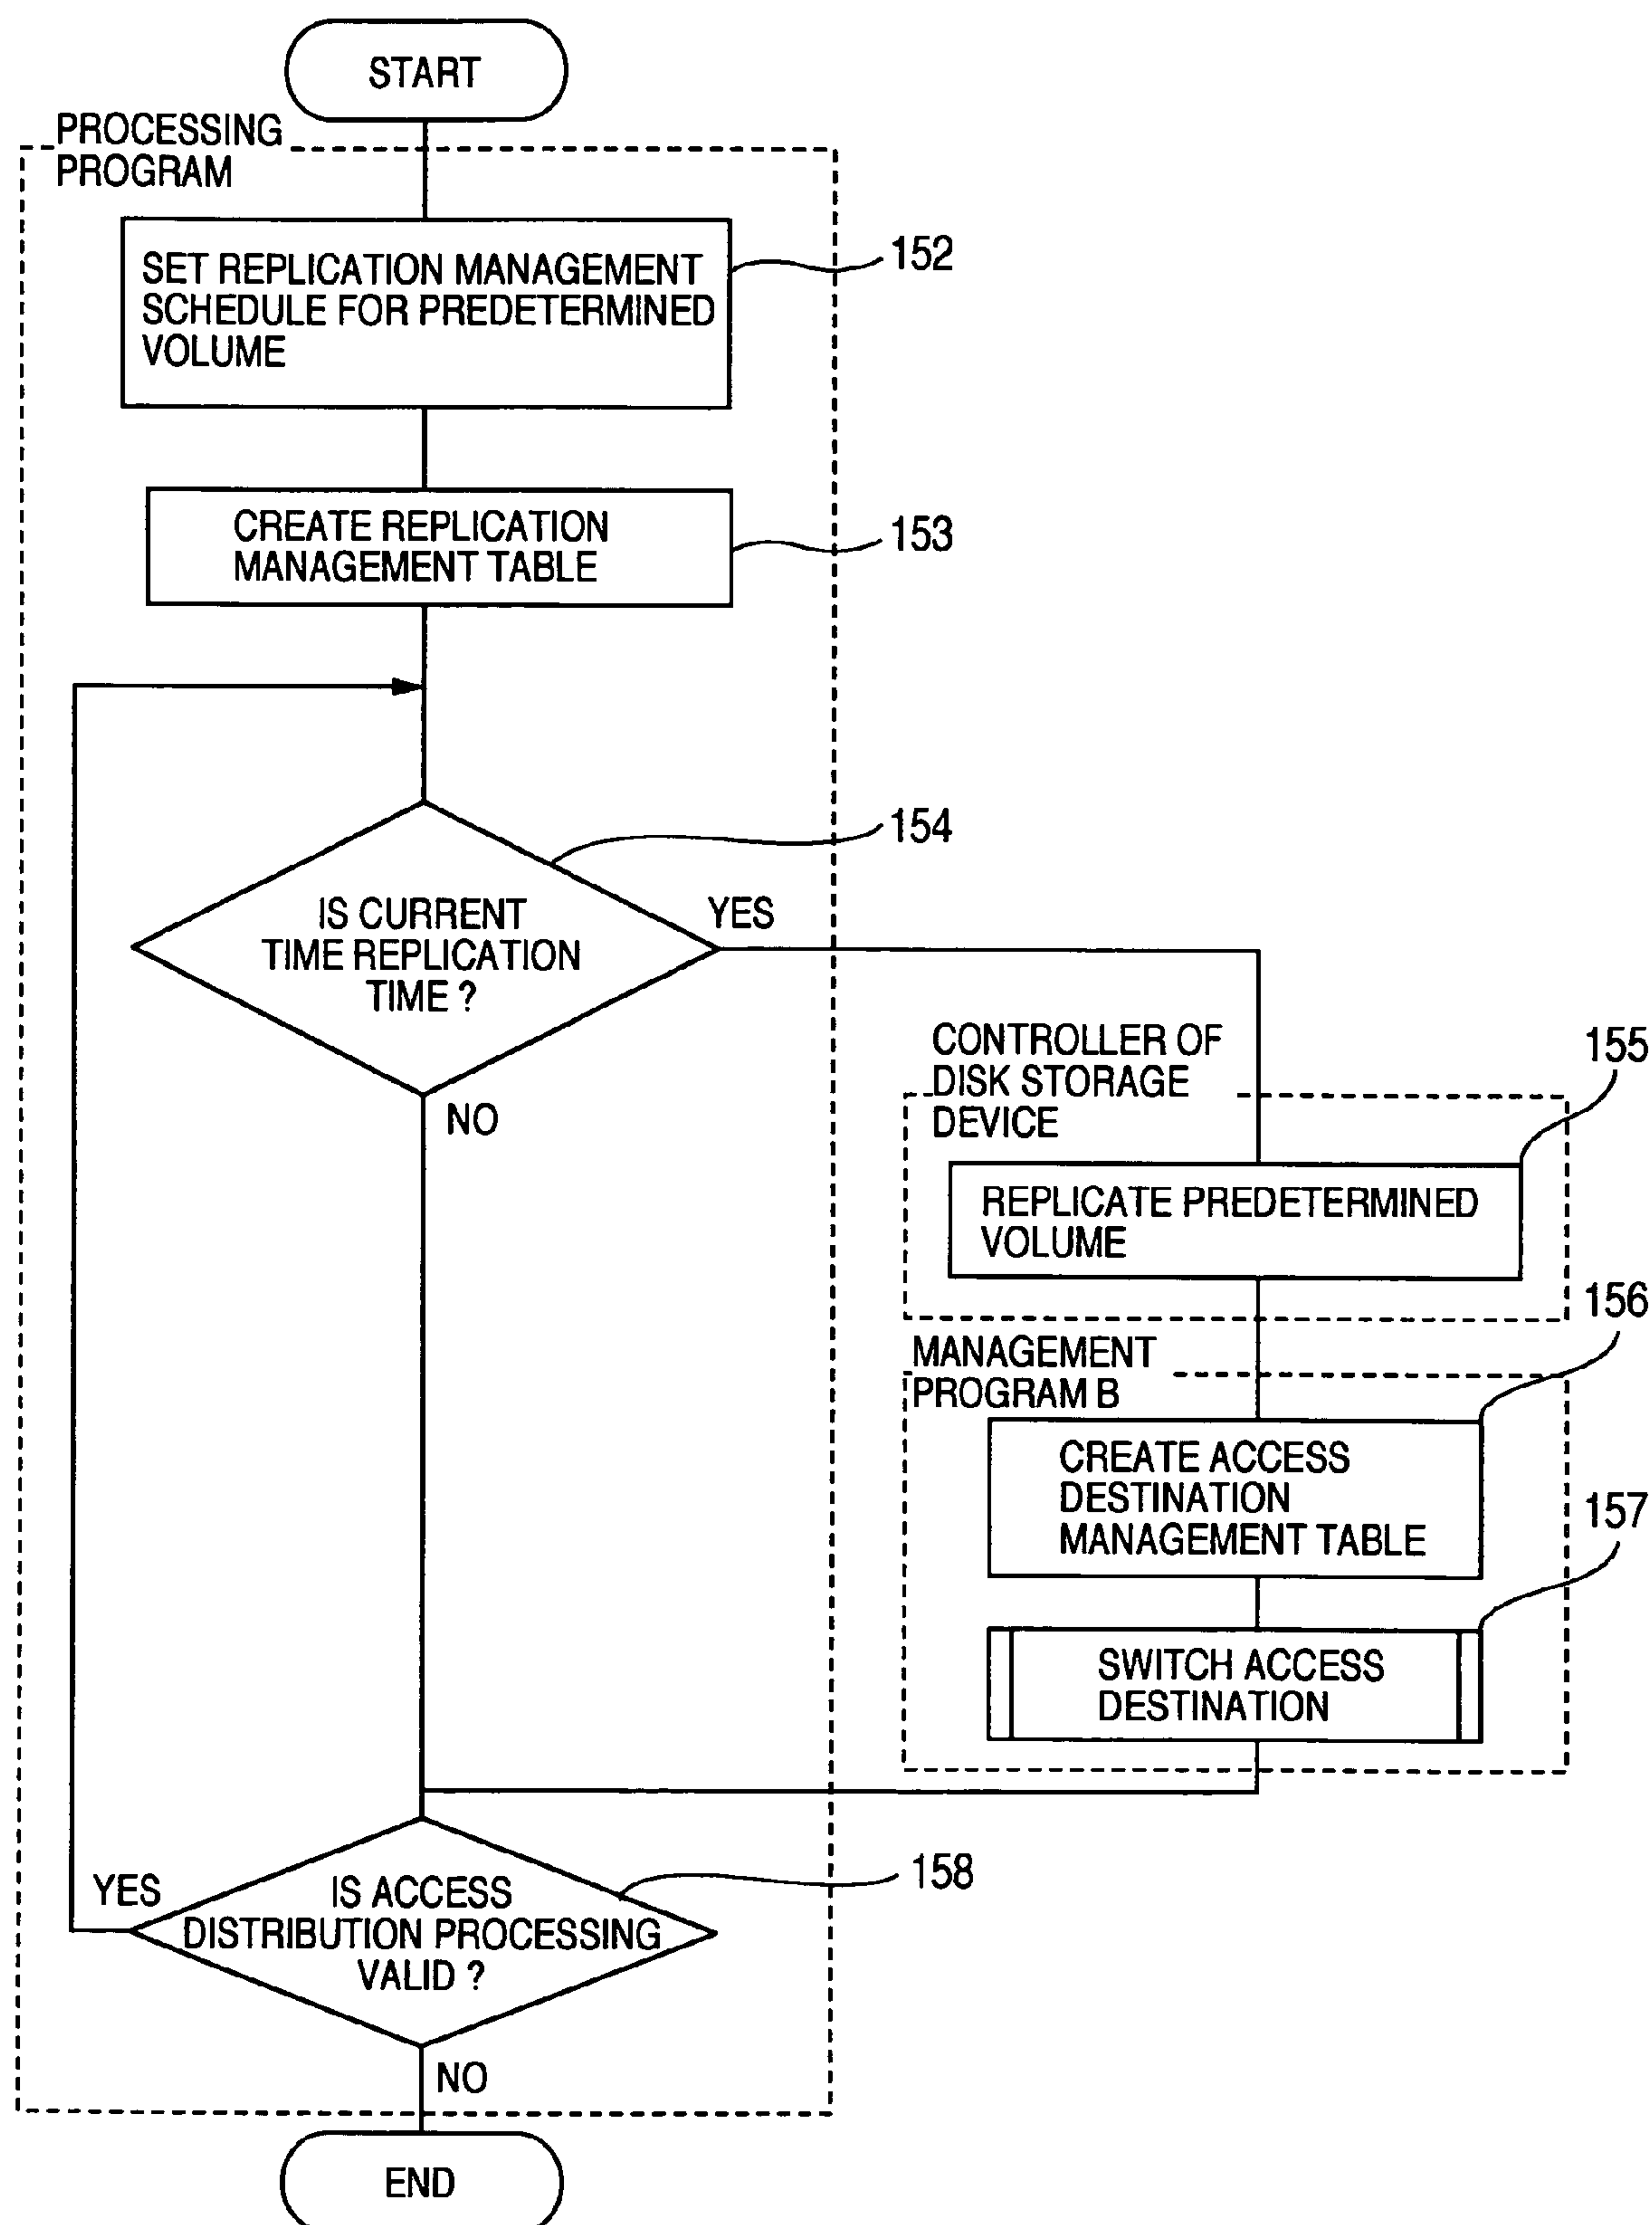 START
PROCESSING
PROGRAM
SET REPLICATION MANAGEMENT
SCHEDULE FOR PREDETERMINED
VOLUME
152
CREATE REPLICATION
MANAGEMENT TABLE
153
154
IS CURRENT
TIME REPLICATION
TIME ?
YES
NO
CONTROLLER OF
DISK STORAGE
DEVICE
155
REPLICATE PREDETERMINED
VOLUME
156
MANAGEMENT
PROGRAM B
CREATE ACCESS
DESTINATION
MANAGEMENT TABLE
157
SWITCH ACCESS
DESTINATION
158
YES
IS ACCESS
DISTRIBUTION PROCESSING
VALID ?
NO
END